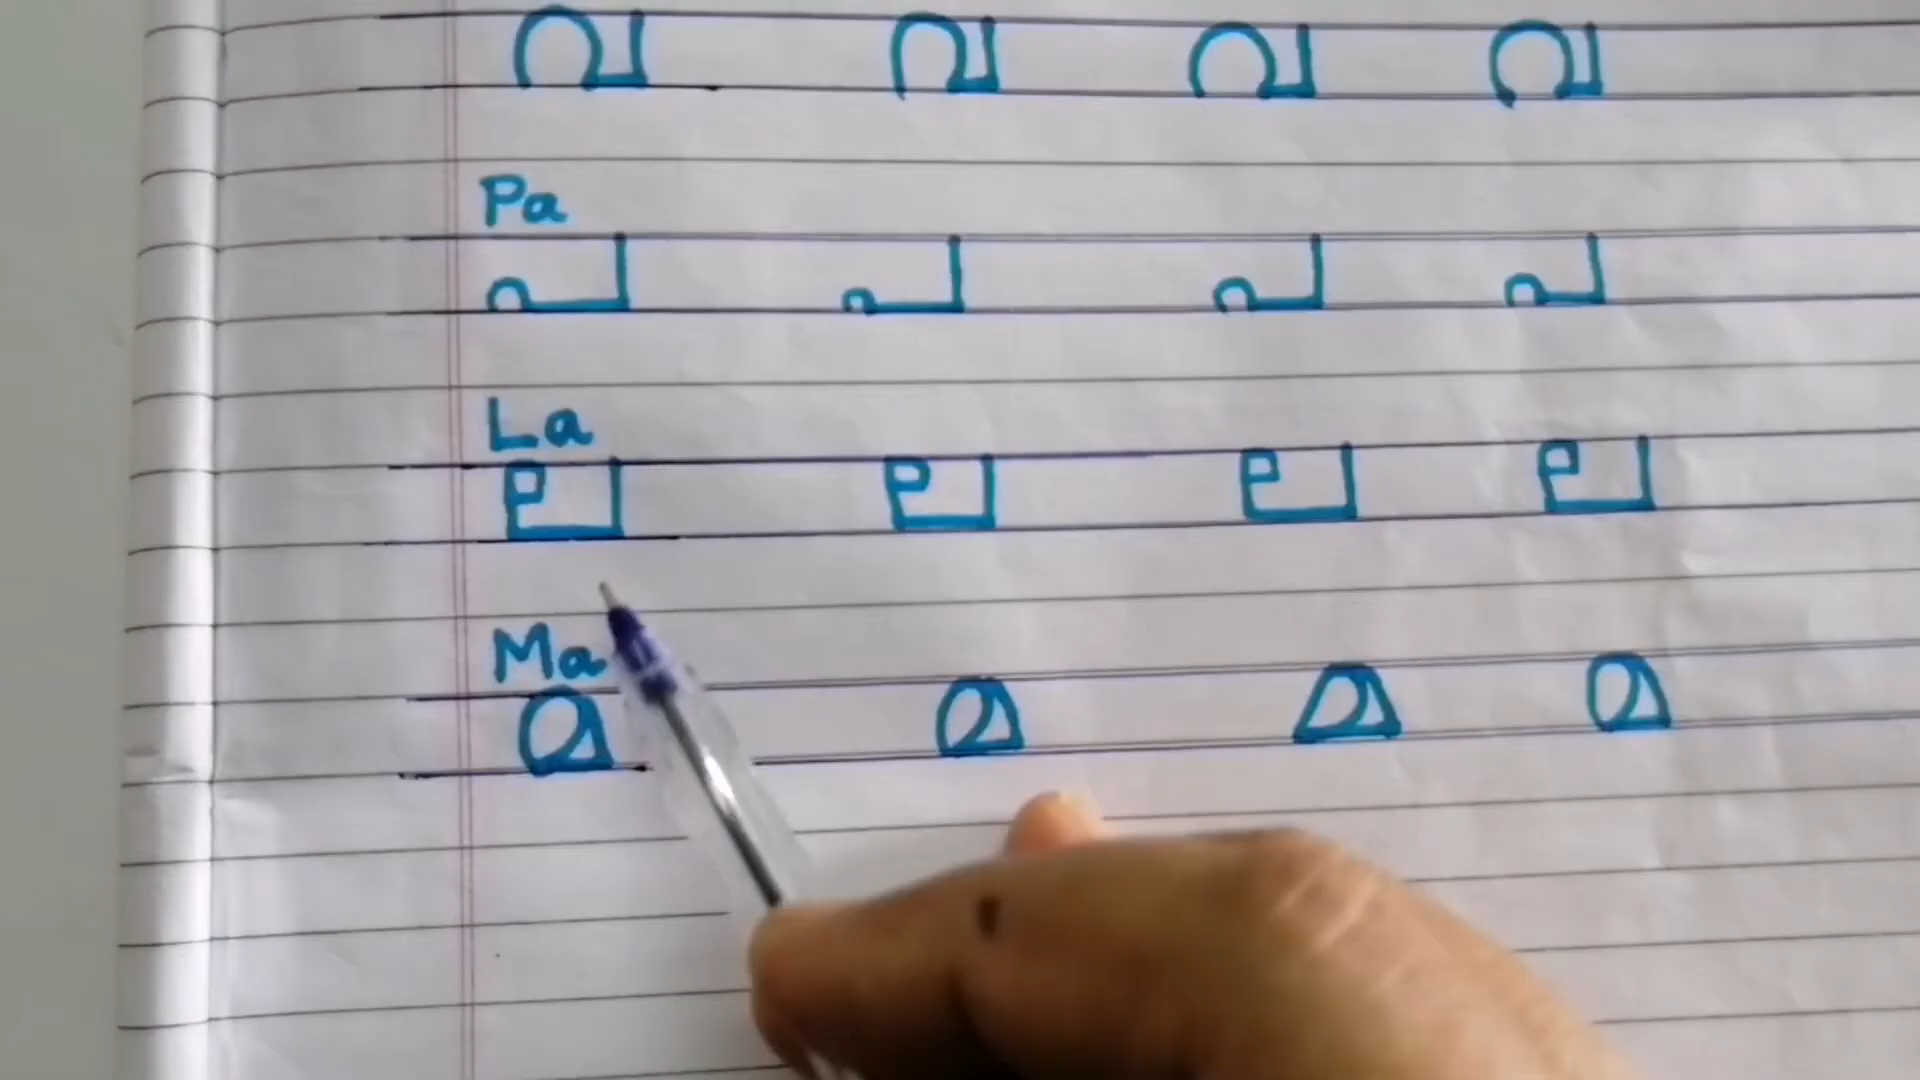 വ വ വ വ
Pa
പ പ പ പ
La
ല ല ല ല
Ma
മ മ മ മ